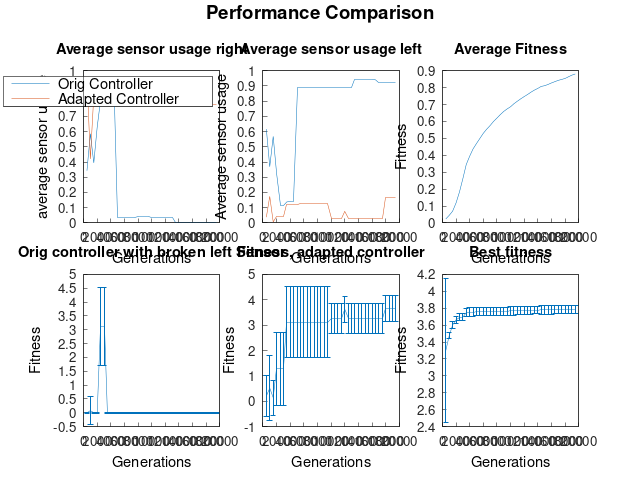 Performance Comparison
Average sensor usage right
Average sensor usage left
Average Fitness
Orig Controller
Adapted Controller
average sensor u
Average sensor usage
Fitness
1
0.8
0.7
0.6
0.5
0.4
0.3
0.2
0.1
0
1
0.9
0.8
0.7
0.6
0.5
0.4
0.3
0.2
0.1
0
0.9
0.8
0.7
0.6
0.5
0.4
0.3
0.2
0.1
0
Generations
Generations
Generations
Orig controller with broken left
Fitness, adapted controller
Best fitness
Fitness
Fitness
Fitness
5
4.5
4
3.5
3
2.5
2
1.5
1
0.5
0
-0.5
5
4
3
2
1
0
-1
4.2
4
3.8
3.6
3.4
3.2
3
2.8
2.6
2.4
Generations
Generations
Generations